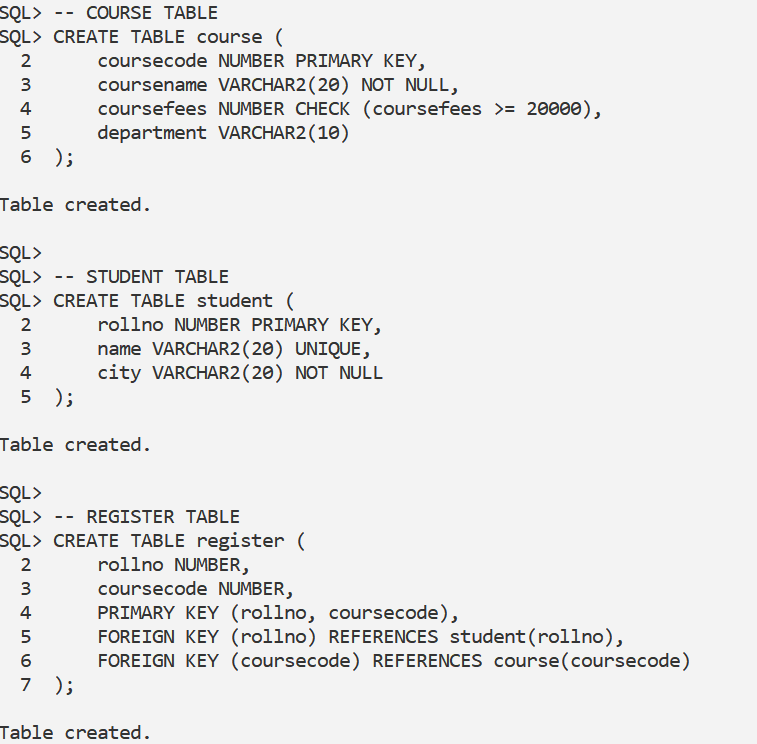 SQL> -- COURSE TABLE
SQL> CREATE TABLE course (
  2      coursecode NUMBER PRIMARY KEY,
  3      coursename VARCHAR2(20) NOT NULL,
  4      coursefees NUMBER CHECK (coursefees >= 20000),
  5      department VARCHAR2(10)
  6  );

Table created.

SQL>
SQL> -- STUDENT TABLE
SQL> CREATE TABLE student (
  2      rollno NUMBER PRIMARY KEY,
  3      name VARCHAR2(20) UNIQUE,
  4      city VARCHAR2(20) NOT NULL
  5  );

Table created.

SQL>
SQL> -- REGISTER TABLE
SQL> CREATE TABLE register (
  2      rollno NUMBER,
  3      coursecode NUMBER,
  4      PRIMARY KEY (rollno, coursecode),
  5      FOREIGN KEY (rollno) REFERENCES student(rollno),
  6      FOREIGN KEY (coursecode) REFERENCES course(coursecode)
  7  );

Table created.